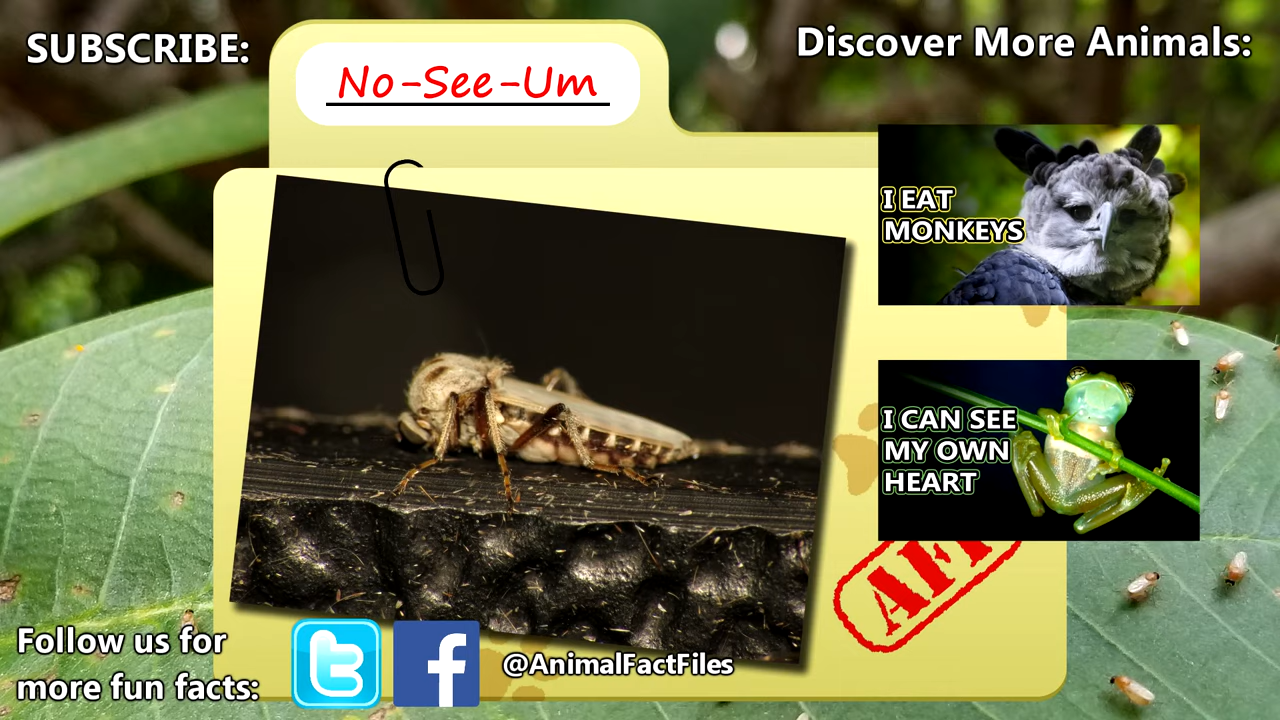 SUBSCRIBE:
No-See-Um
Discover More Animals:
I EAT
MONKEYS
I CAN SEE
MY OWN
HEART
AFF
Follow us for
more fun facts:
@AnimalFactFiles